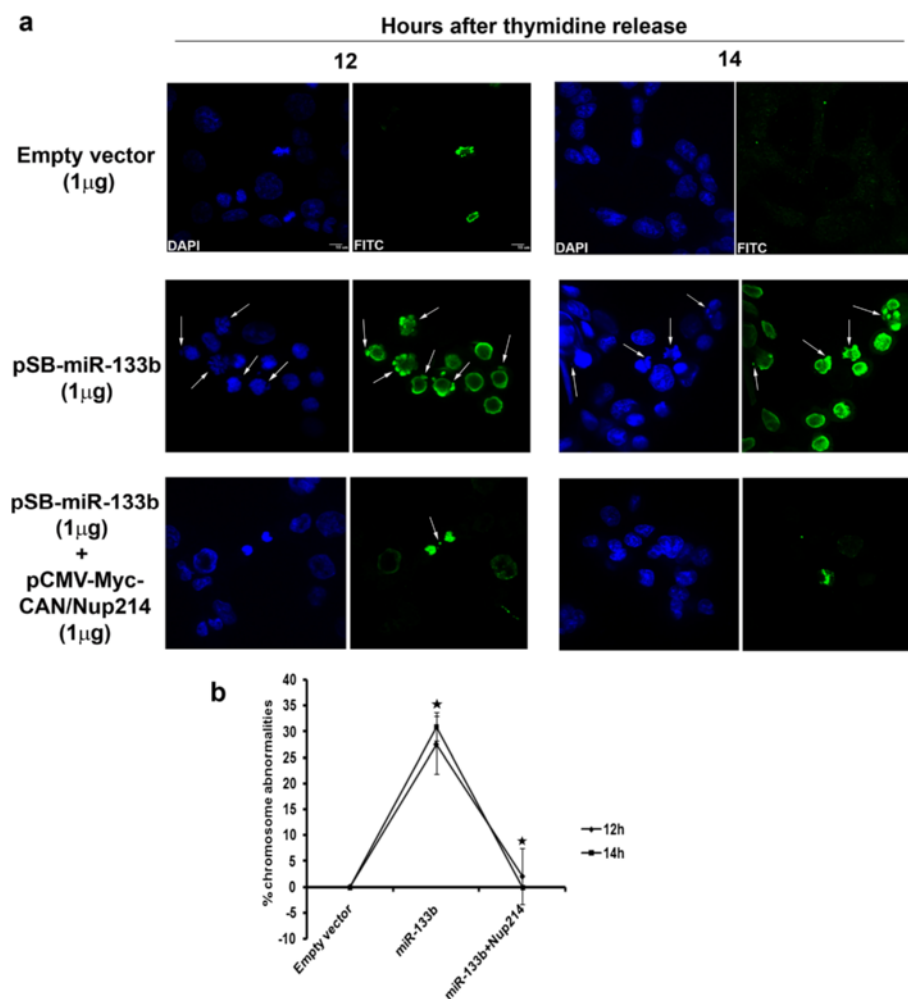 a
Hours after thymidine release
12
14
Empty vector
(1μg)
DAPI
FITC
DAPI
FITC
pSB-miR-133b
(1μg)
pSB-miR-133b
(1μg)
+
pCMV-Myc-
CAN/Nup214
(1μg)
b
% chromosome abnormalities
40
35
30
25
20
15
10
5
0
-5
-10
Empty vector
miR-133b
miR-133b+Nup214
12h
14h